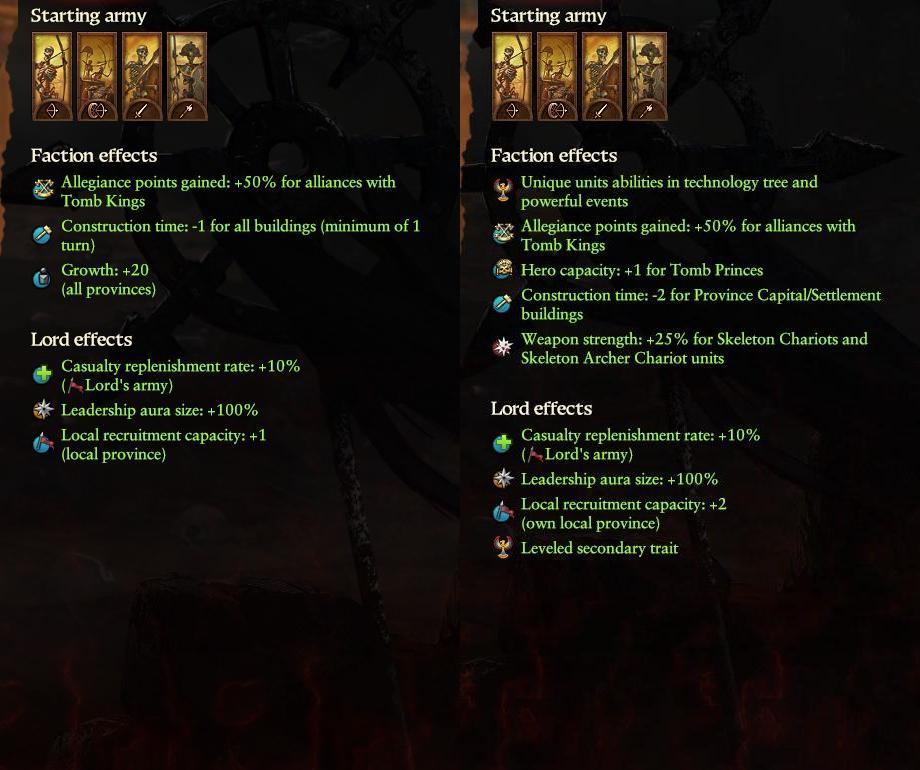 Starting army
Faction effects
Allegiance points gained: +50% for alliances with
Tomb Kings
Construction time: -1 for all buildings (minimum of 1
turn)
Growth: +20
(all provinces)
Lord effects
Casualty replenishment rate: +10%
(Lord's army)
Leadership aura size: +100%
Local recruitment capacity: +1
(local province)
Starting army
Faction effects
Unique units abilities in technology tree and
powerful events
Allegiance points gained: +50% for alliances with
Tomb Kings
Hero capacity: +1 for Tomb Princes
Construction time: -2 for Province Capital/Settlement
buildings
Weapon strength: +25% for Skeleton Chariots and
Skeleton Archer Chariot units
Lord effects
Casualty replenishment rate: +10%
(Lord's army)
Leadership aura size: +100%
Local recruitment capacity: +2
(own local province)
Leveled secondary trait